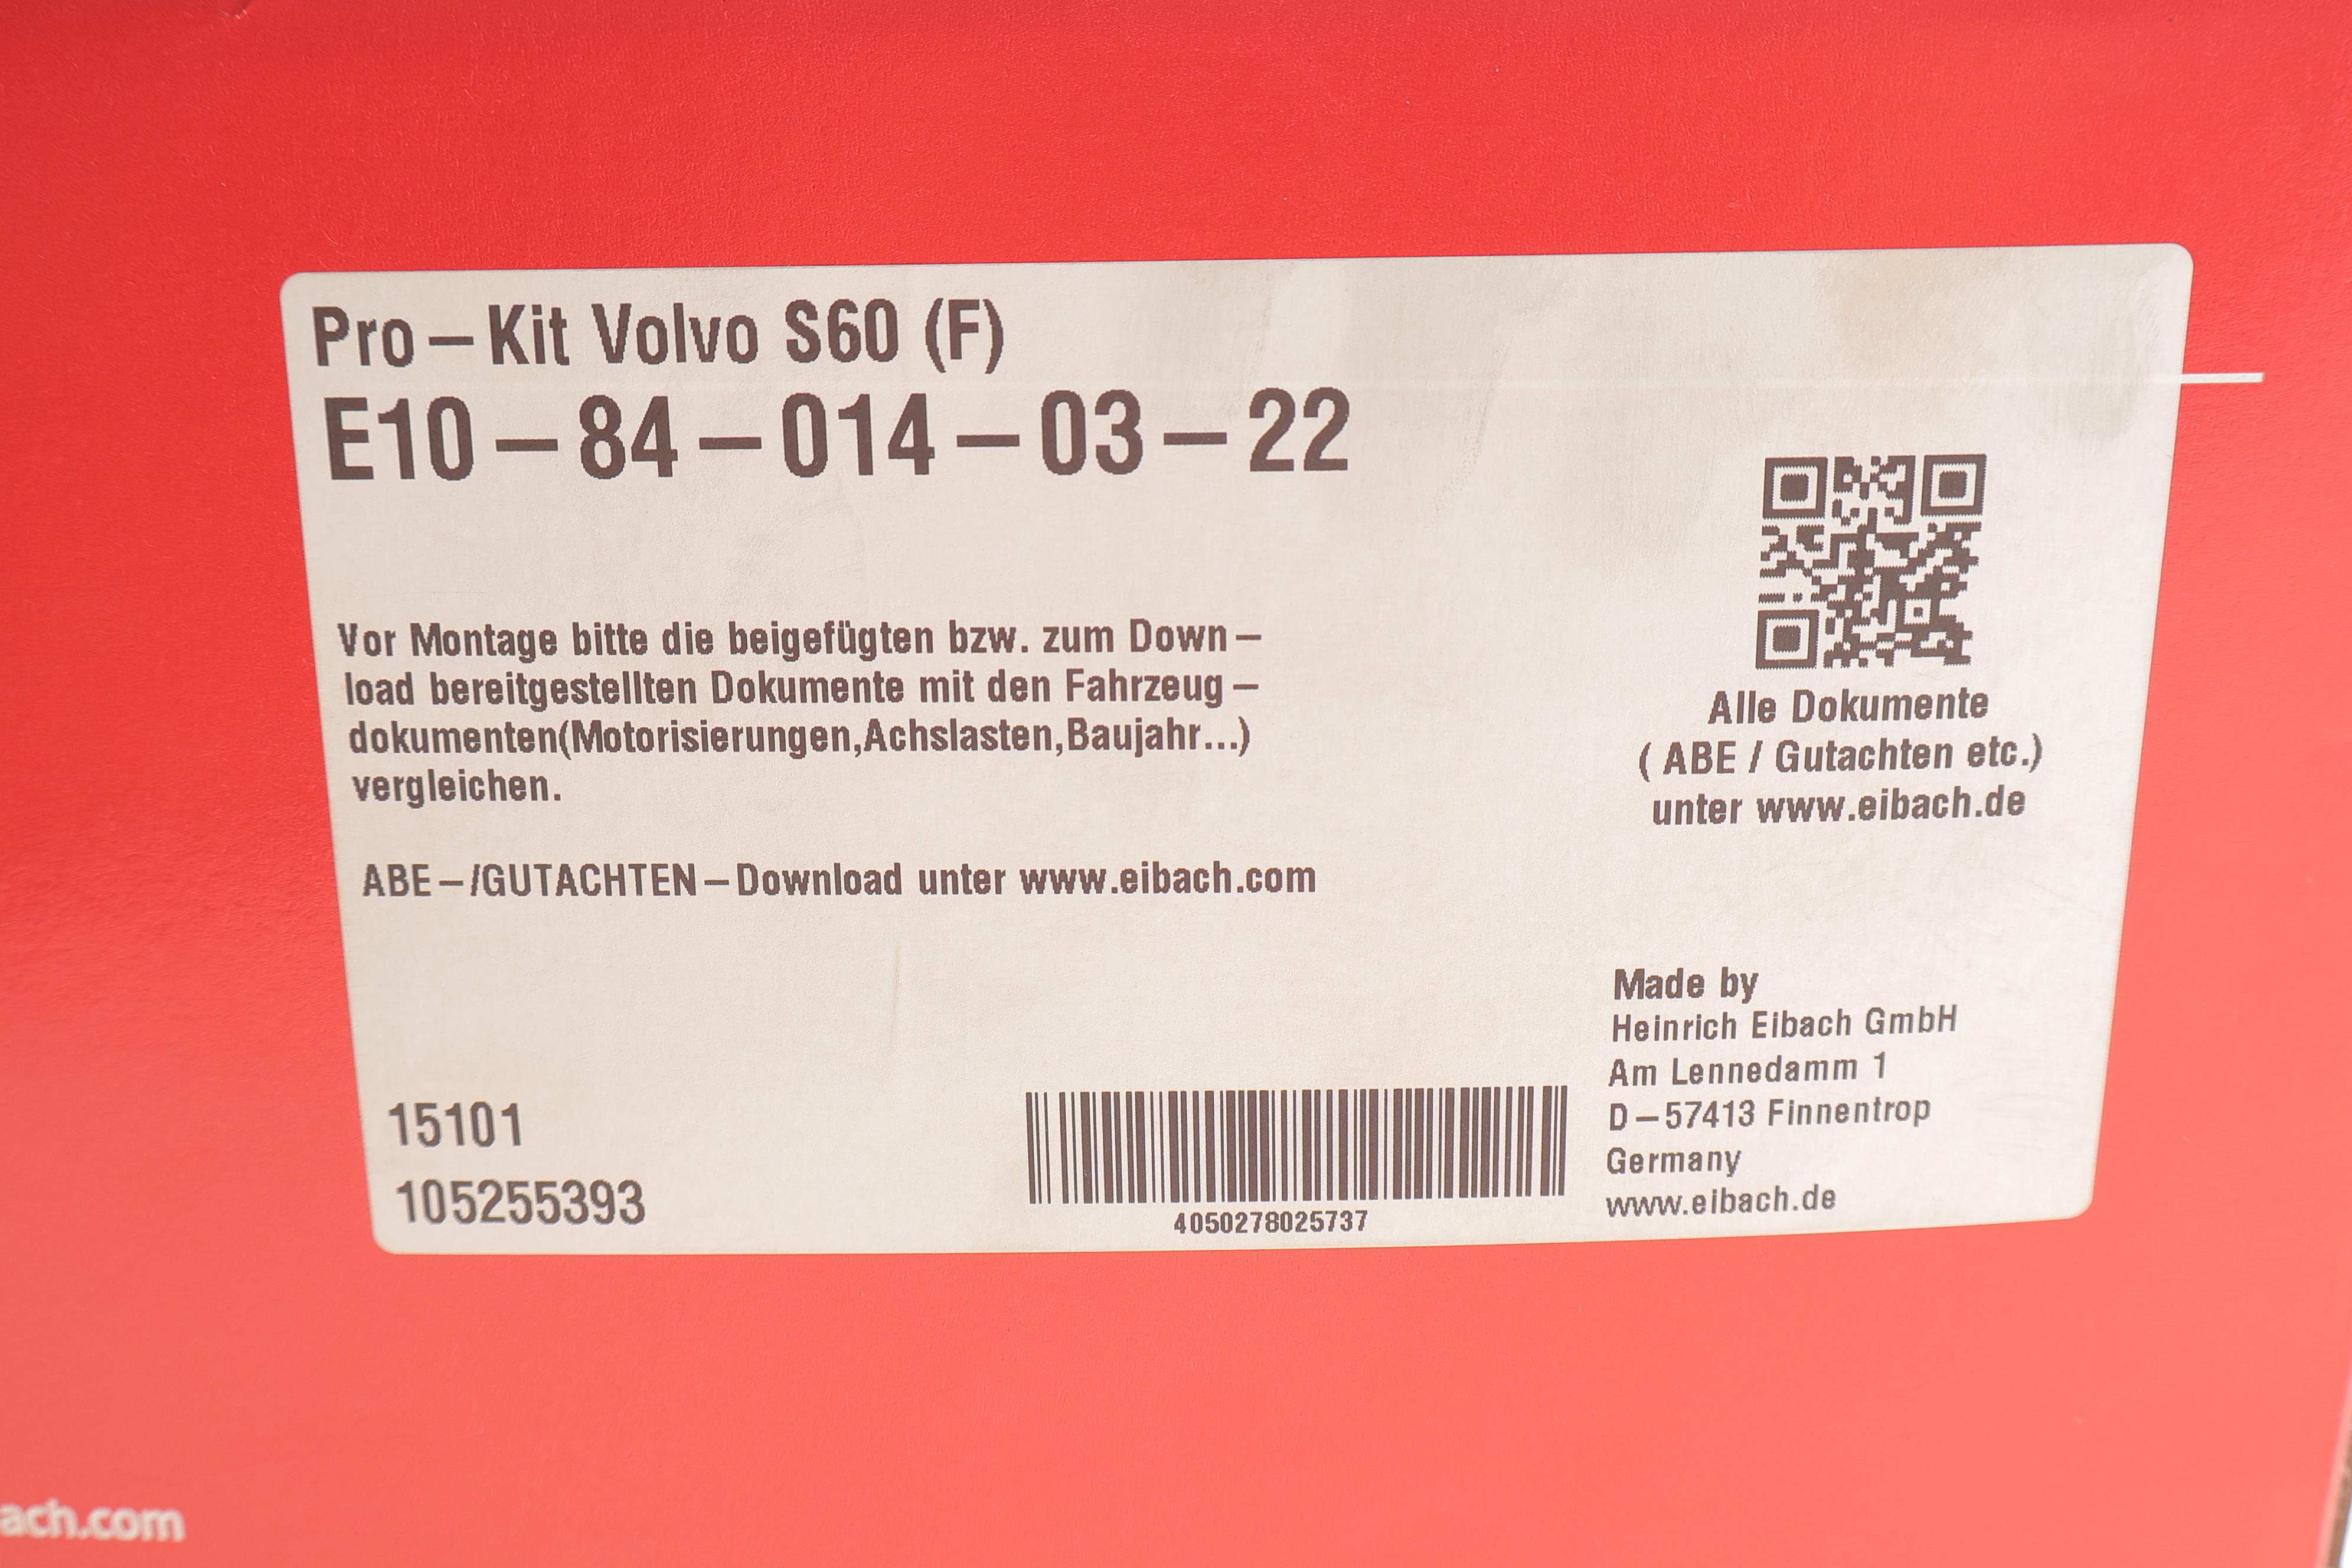 Pro-Kit Volvo S60 (F)
E10-84-014-03-22
Vor Montage bitte die beigefügten bzw. zum Down-
load bereitgestellten Dokumente mit den Fahrzeug-
dokumenten(Motorisierungen,Achslasten,Baujahr...)
vergleichen.
ABE-/GUTACHTEN-Download unter www.eibach.com
Alle Dokumente
( ABE / Gutachten etc.)
unter www.eibach.de
15101
105255393
4050278025737
Made by
Heinrich Eibach GmbH
Am Lennedamm 1
D-57413 Finnentrop
Germany
www.eibach.de
ach.com